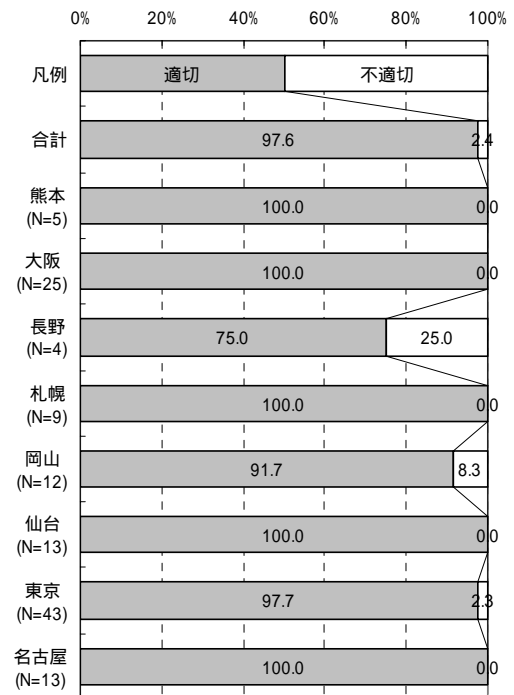 0% 20% 40% 60% 80% 100%
凡例 適切 不適切
合計 97.6 2.4
熊本
(N=5) 100.0 0.0
大阪
(N=25) 100.0 0.0
長野
(N=4) 75.0 25.0
札幌
(N=9) 100.0 0.0
岡山
(N=12) 91.7 8.3
仙台
(N=13) 100.0 0.0
東京
(N=43) 97.7 2.3
名古屋
(N=13) 100.0 0.0